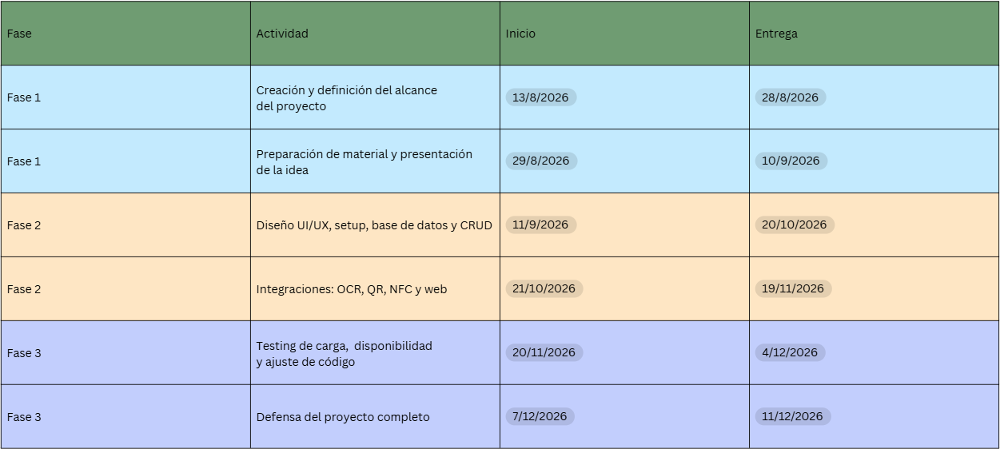 Fase Actividad Inicio Entrega
Fase 1 Creación y definición del alcance
del proyecto 13/8/2026 28/8/2026
Fase 1 Preparación de material y presentación
de la idea 29/8/2026 10/9/2026
Fase 2 Diseño UI/UX, setup, base de datos y CRUD 11/9/2026 20/10/2026
Fase 2 Integraciones: OCR, QR, NFC y web 21/10/2026 19/11/2026
Fase 3 Testing de carga,  disponibilidad
y ajuste de código 20/11/2026 4/12/2026
Fase 3 Defensa del proyecto completo 7/12/2026 11/12/2026